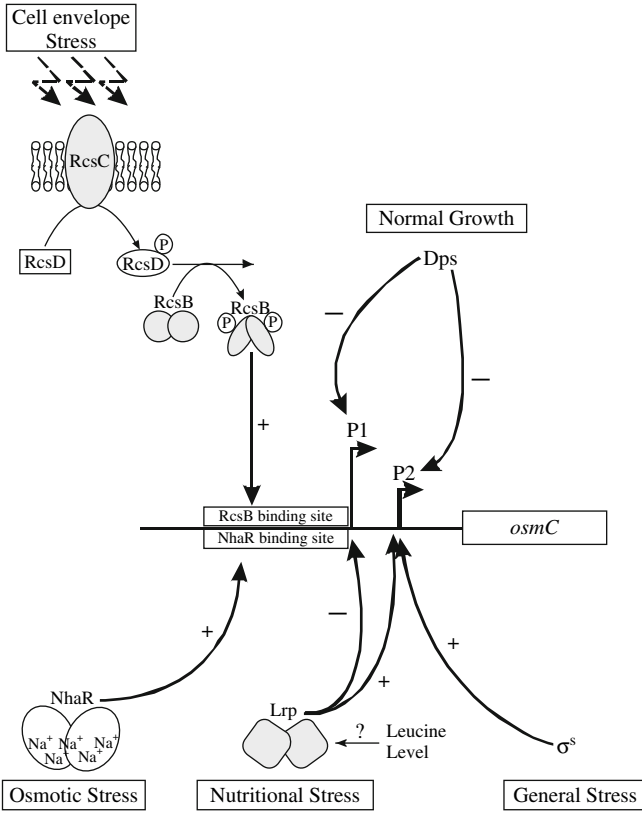 Cell envelope
Stress
RcsC
Normal Growth
RcsD
P
RcsD
Dps
RcsB
RcsB
P
P
—
—
+
P1
P2
RcsB binding site
NhaR binding site
osmC
—
+
+
+
NhaR
Lrp
?
Leucine
Level
σˢ
Na⁺ Na⁺ Na⁺
Na⁺ Na⁺
Osmotic Stress
Nutritional Stress
General Stress